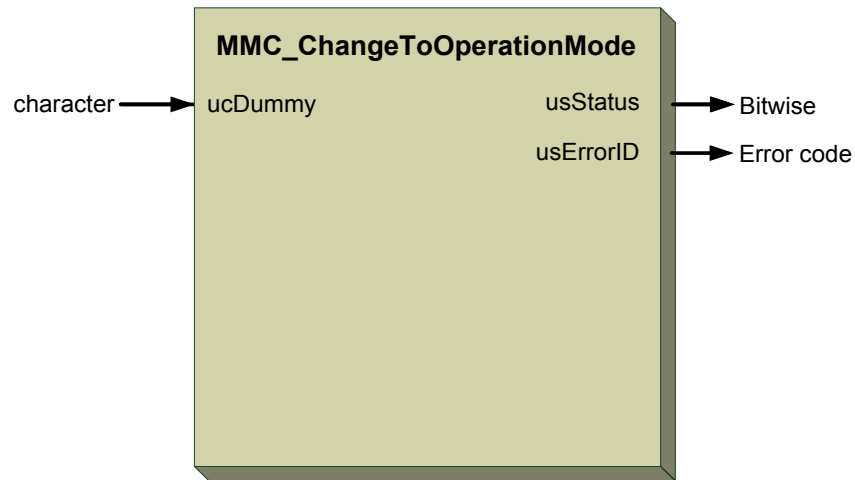 MMC_ChangeToOperationMode
character ucDummy usStatus Bitwise
usErrorID Error code